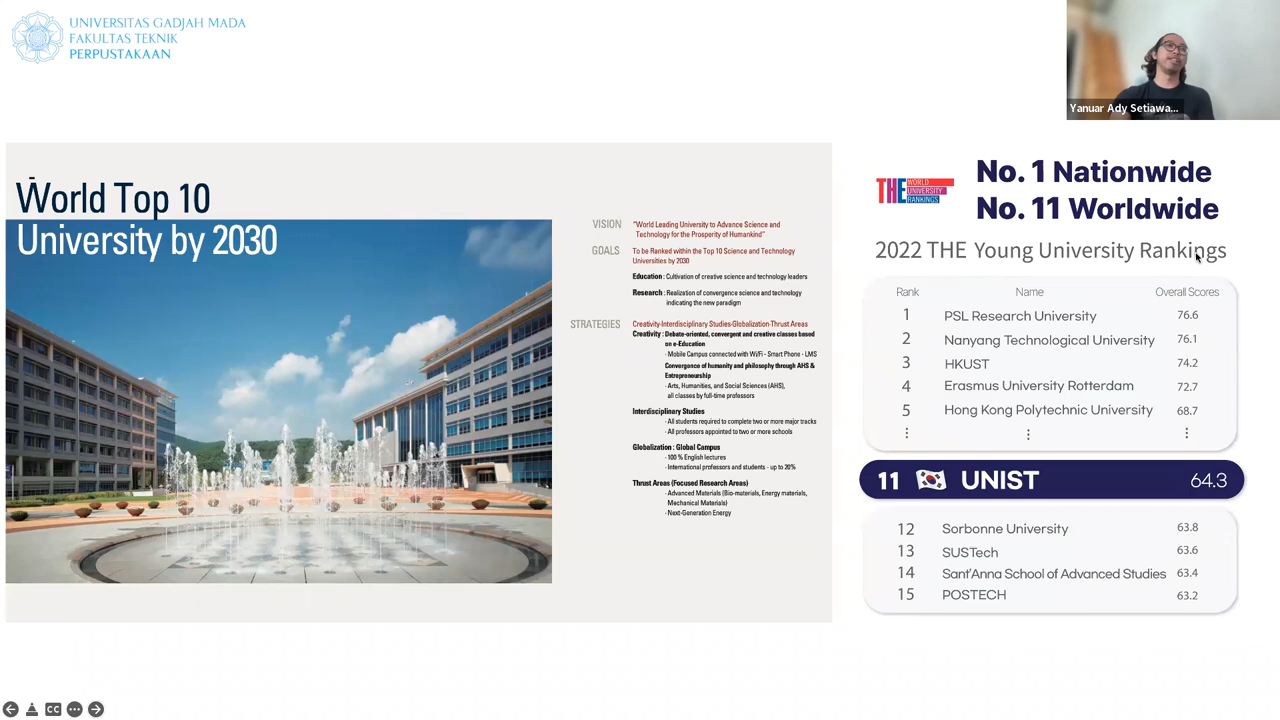 UNIVERSITAS GADJAH MADA
FAKULTAS TEKNIK
PERPUSTAKAAN
Yanuar Ady Setiawa...
World Top 10
University by 2030
VISION
"World Leading University to Advance Science and
Technology for the Prosperity of Humankind"
GOALS
To be Ranked within the Top 10 Science and Technology
Universities by 2030
Education : Cultivation of creative science and technology leaders
Research : Realization of convergence science and technology
indicating the new paradigm
STRATEGIES
Creativity·Interdisciplinary Studies·Globalization·Thrust Areas
Creativity : Debate-oriented, convergent and creative classes based
on e-Education
· Mobile Campus connected with Wi/Fi - Smart Phone - LMS
Convergence of humanity and philosophy through AHS &
Entrepreneurship
· Arts, Humanities, and Social Sciences (AHS),
all classes by full-time professors
Interdisciplinary Studies
· All students required to complete two or more major tracks
· All professors appointed to two or more schools
Globalization : Global Campus
· 100 % English lectures
· International professors and students - up to 20%
Thrust Areas (Focused Research Areas)
· Advanced Materials (Bio-materials, Energy materials,
Mechanical Materials)
· Next-Generation Energy
THE WORLD UNIVERSITY RANKINGS
No. 1 Nationwide
No. 11 Worldwide
2022 THE Young University Rankings
Rank Name Overall Scores
1 PSL Research University 76.6
2 Nanyang Technological University 76.1
3 HKUST 74.2
4 Erasmus University Rotterdam 72.7
5 Hong Kong Polytechnic University 68.7
⋮ ⋮ ⋮
11 UNIST 64.3
12 Sorbonne University 63.8
13 SUSTech 63.6
14 Sant'Anna School of Advanced Studies 63.4
15 POSTECH 63.2
CC